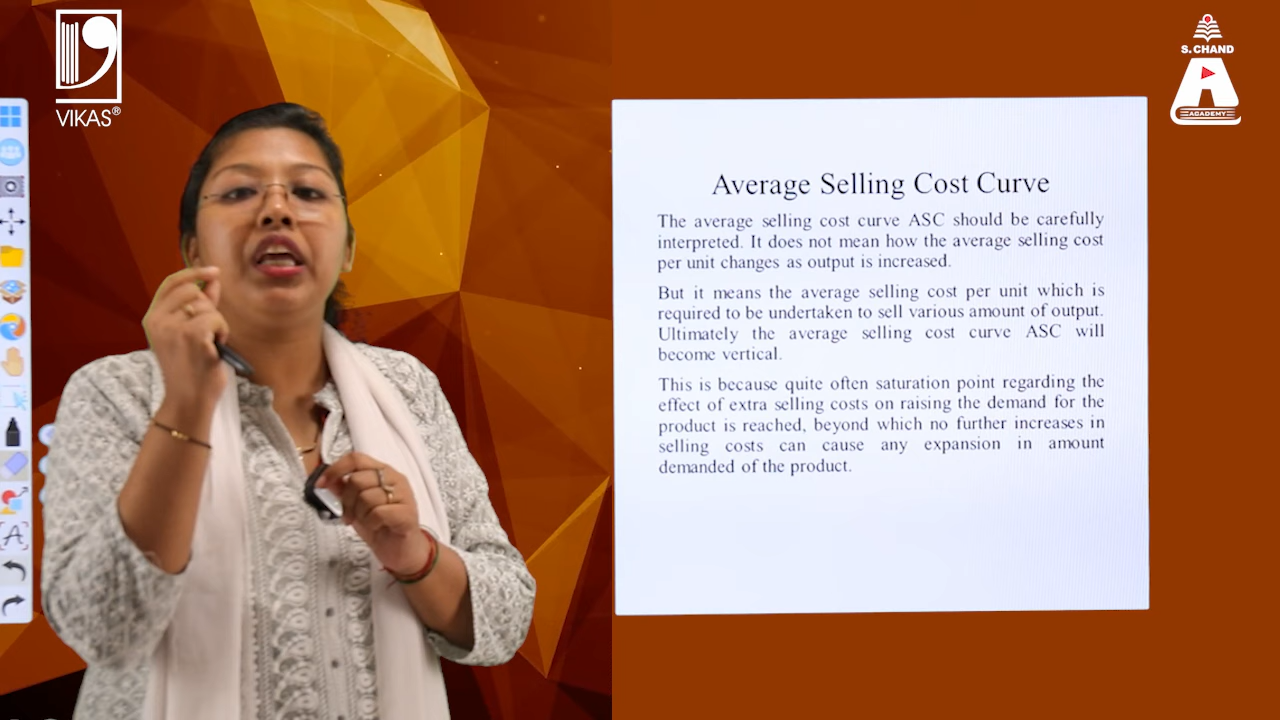 VIKAS®
S. CHAND
ACADEMY
Average Selling Cost Curve
The average selling cost curve ASC should be carefully
interpreted. It does not mean how the average selling cost
per unit changes as output is increased.
But it means the average selling cost per unit which is
required to be undertaken to sell various amount of output.
Ultimately the average selling cost curve ASC will
become vertical.
This is because quite often saturation point regarding the
effect of extra selling costs on raising the demand for the
product is reached, beyond which no further increases in
selling costs can cause any expansion in amount
demanded of the product.